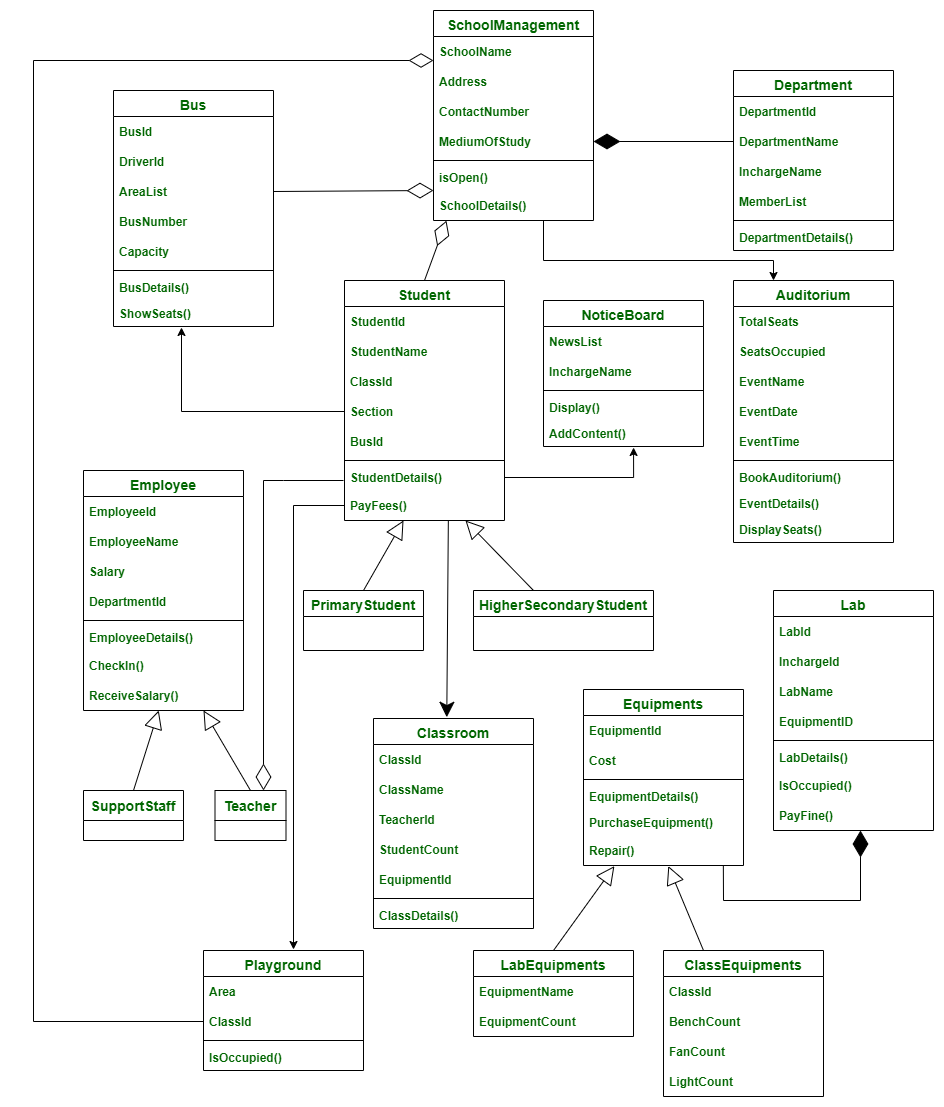 SchoolManagement
SchoolName
Address
ContactNumber
MediumOfStudy
isOpen()
SchoolDetails()
Bus
BusId
DriverId
AreaList
BusNumber
Capacity
BusDetails()
ShowSeats()
Department
DepartmentId
DepartmentName
InchargeName
MemberList
DepartmentDetails()
Student
StudentId
StudentName
ClassId
Section
BusId
StudentDetails()
PayFees()
NoticeBoard
NewsList
InchargeName
Display()
AddContent()
Auditorium
TotalSeats
SeatsOccupied
EventName
EventDate
EventTime
BookAuditorium()
EventDetails()
DisplaySeats()
Employee
EmployeeId
EmployeeName
Salary
DepartmentId
EmployeeDetails()
CheckIn()
ReceiveSalary()
PrimaryStudent
HigherSecondaryStudent
Lab
LabId
InchargeId
LabName
EquipmentID
LabDetails()
IsOccupied()
PayFine()
Equipments
EquipmentId
Cost
EquipmentDetails()
PurchaseEquipment()
Repair()
Classroom
ClassId
ClassName
TeacherId
StudentCount
EquipmentId
ClassDetails()
SupportStaff
Teacher
Playground
Area
ClassId
IsOccupied()
LabEquipments
EquipmentName
EquipmentCount
ClassEquipments
ClassId
BenchCount
FanCount
LightCount